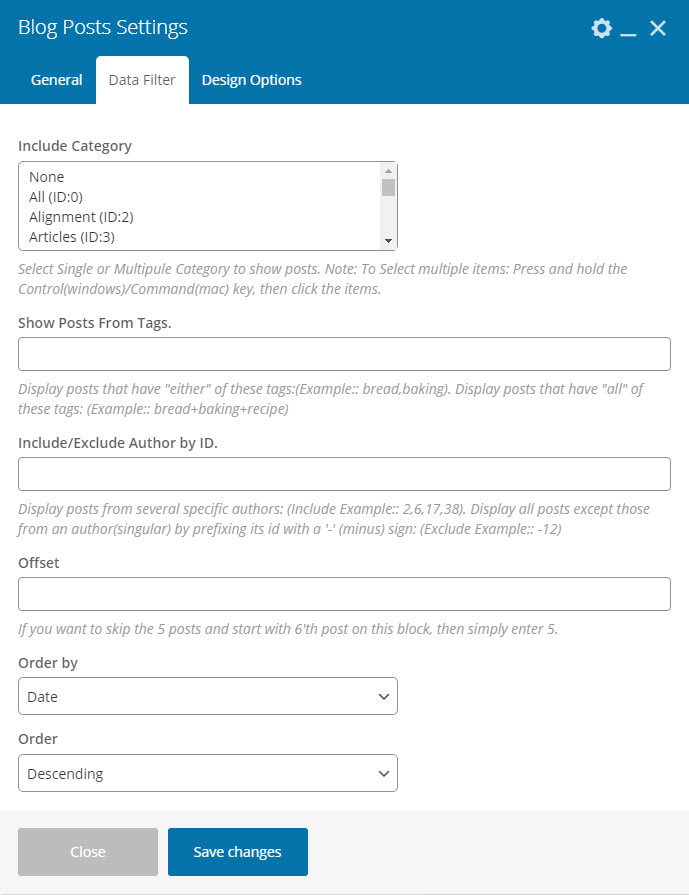 Blog Posts Settings
General Data Filter Design Options
Include Category
None
All (ID:0)
Alignment (ID:2)
Articles (ID:3)
Select Single or Multipule Category to show posts. Note: To Select multiple items: Press and hold the
Control(windows)/Command(mac) key, then click the items.
Show Posts From Tags.
Display posts that have "either" of these tags:(Example:: bread,baking). Display posts that have "all" of
these tags: (Example:: bread+baking+recipe)
Include/Exclude Author by ID.
Display posts from several specific authors: (Include Example:: 2,6,17,38). Display all posts except those
from an author(singular) by prefixing its id with a '-' (minus) sign: (Exclude Example:: -12)
Offset
If you want to skip the 5 posts and start with 6'th post on this block, then simply enter 5.
Order by
Date
Order
Descending
Close Save changes